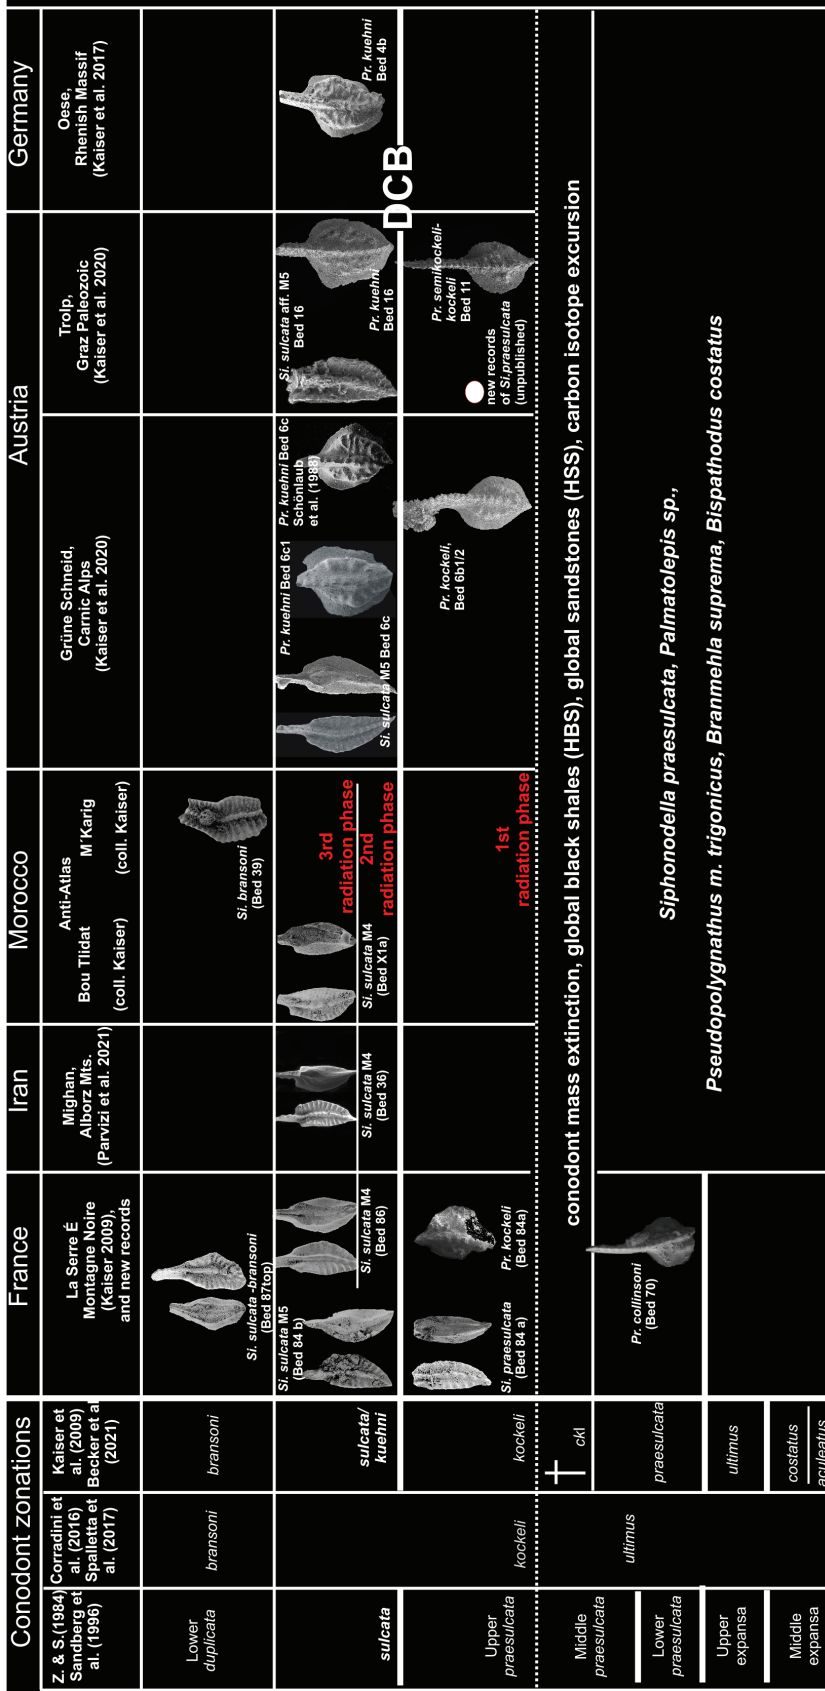 Conodont zonations
France
Iran
Morocco
Austria
Germany
Z. & S.(1984)
Sandberg et
al. (1996)
Corradini et
al. (2016)
Spalletta et
al. (2017)
Kaiser et
al. (2009)
Becker et al
(2021)
La Serre É
Montagne Noire
(Kaiser 2009),
and new records
Mighan,
Alborz Mts.
(Parvizi et al. 2021)
Anti-Atlas
Bou Tlidat
(coll. Kaiser)
M'Karig
(coll. Kaiser)
Grüne Schneid,
Carnic Alps
(Kaiser et al. 2020)
Trolp,
Graz Paleozoic
(Kaiser et al. 2020)
Oese,
Rhenish Massif
(Kaiser et al. 2017)
Lower
duplicata
bransoni
bransoni
Si. sulcata -bransoni
(Bed 87top)
Si. bransoni
(Bed 39)
sulcata
sulcata/
kuehni
Si. sulcata M5
(Bed 84 b)
Si. sulcata M4
(Bed 86)
Si. sulcata M4
(Bed 36)
Si. sulcata M4
(Bed X1a)
3rd
radiation phase
2nd
radiation phase
Si. sulcata M5 Bed 6c
Pr. kuehni Bed 6c1
Pr. kuehni Bed 6c
Schönlaub
et al. (1988)
Si. sulcata aff. M5
Bed 16
Pr. kuehni
Bed 16
Pr. kuehni
Bed 4b
DCB
Upper
praesulcata
kockeli
kockeli
Si. praesulcata
(Bed 84 a)
Pr. kockeli
(Bed 84a)
1st
radiation phase
Pr. kockeli,
Bed 6b1/2
Pr. semikockeli-
kockeli
Bed 11
new records
of Si.praesulcata
(unpublished)
Middle
praesulcata
ultimus
ckl
conodont mass extinction, global black shales (HBS), global sandstones (HSS), carbon isotope excursion
Lower
praesulcata
praesulcata
Pr. collinsoni
(Bed 70)
Siphonodella praesulcata, Palmatolepis sp.,
Pseudopolygnathus m. trigonicus, Branmehla suprema, Bispathodus costatus
Upper
expansa
ultimus
Middle
expansa
costatus
aculeatus